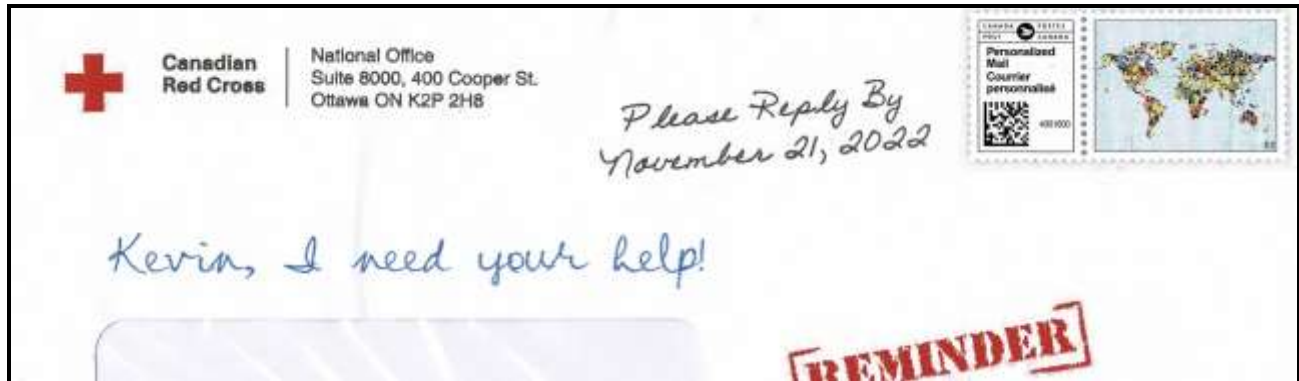 Canadian
Red Cross
National Office
Suite 8000, 400 Cooper St.
Ottawa ON K2P 2H8
Please Reply By
November 21, 2022
CANADA POSTES
POST CANADA
Personalized
Mail
Courrier
personnalisé
Kevin, I need your help!
REMINDER